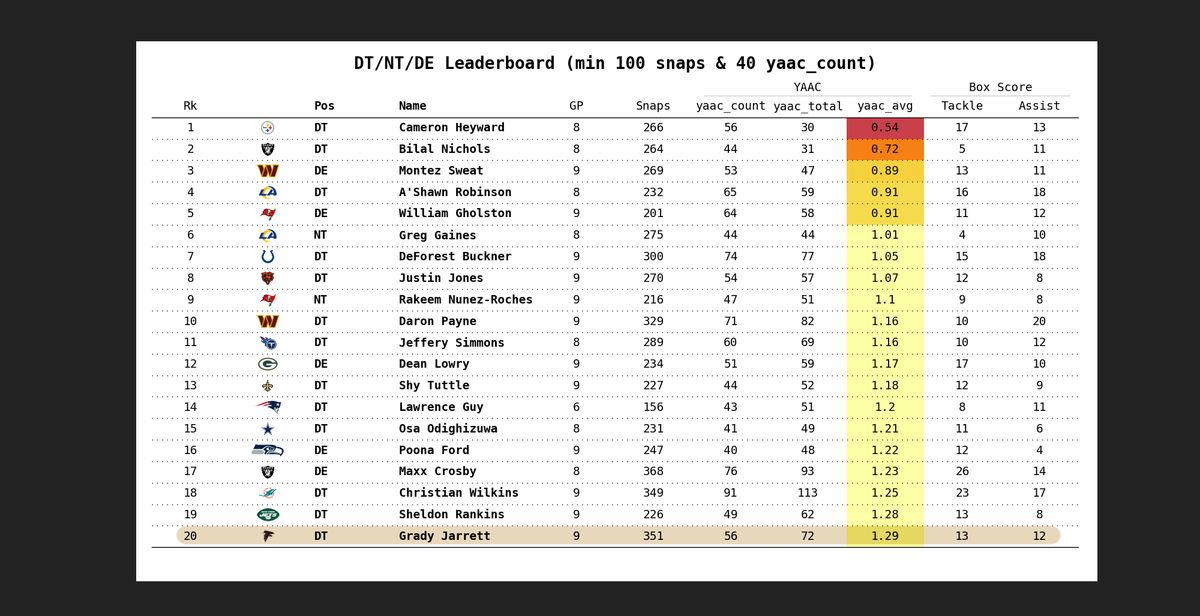 DT/NT/DE Leaderboard (min 100 snaps & 40 yaac_count)
YAAC Box Score
Rk Pos Name GP Snaps yaac_count yaac_total yaac_avg Tackle Assist
1 DT Cameron Heyward 8 266 56 30 0.54 17 13
2 DT Bilal Nichols 8 264 44 31 0.72 5 11
3 DE Montez Sweat 9 269 53 47 0.89 13 11
4 DT A'Shawn Robinson 8 232 65 59 0.91 16 18
5 DE William Gholston 9 201 64 58 0.91 11 12
6 NT Greg Gaines 8 275 44 44 1.01 4 10
7 DT DeForest Buckner 9 300 74 77 1.05 15 18
8 DT Justin Jones 9 270 54 57 1.07 12 8
9 NT Rakeem Nunez-Roches 9 216 47 51 1.1 9 8
10 DT Daron Payne 9 329 71 82 1.16 10 20
11 DT Jeffery Simmons 8 289 60 69 1.16 10 12
12 DE Dean Lowry 9 234 51 59 1.17 17 10
13 DT Shy Tuttle 9 227 44 52 1.18 12 9
14 DT Lawrence Guy 6 156 43 51 1.2 8 11
15 DT Osa Odighizuwa 8 231 41 49 1.21 11 6
16 DE Poona Ford 9 247 40 48 1.22 12 4
17 DE Maxx Crosby 8 368 76 93 1.23 26 14
18 DT Christian Wilkins 9 349 91 113 1.25 23 17
19 DT Sheldon Rankins 9 226 49 62 1.28 13 8
20 DT Grady Jarrett 9 351 56 72 1.29 13 12